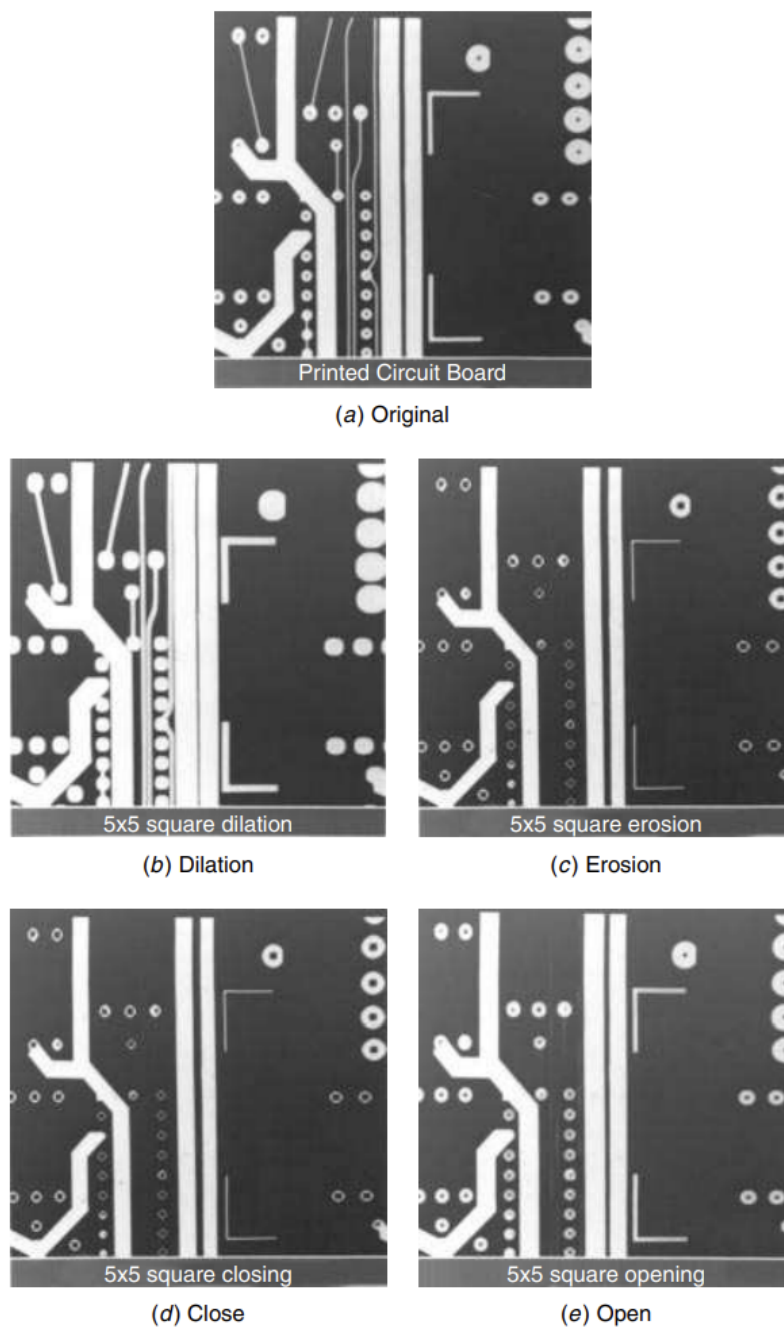 Printed Circuit Board
(a) Original
5x5 square dilation
5x5 square erosion
(b) Dilation
(c) Erosion
5x5 square closing
5x5 square opening
(d) Close
(e) Open